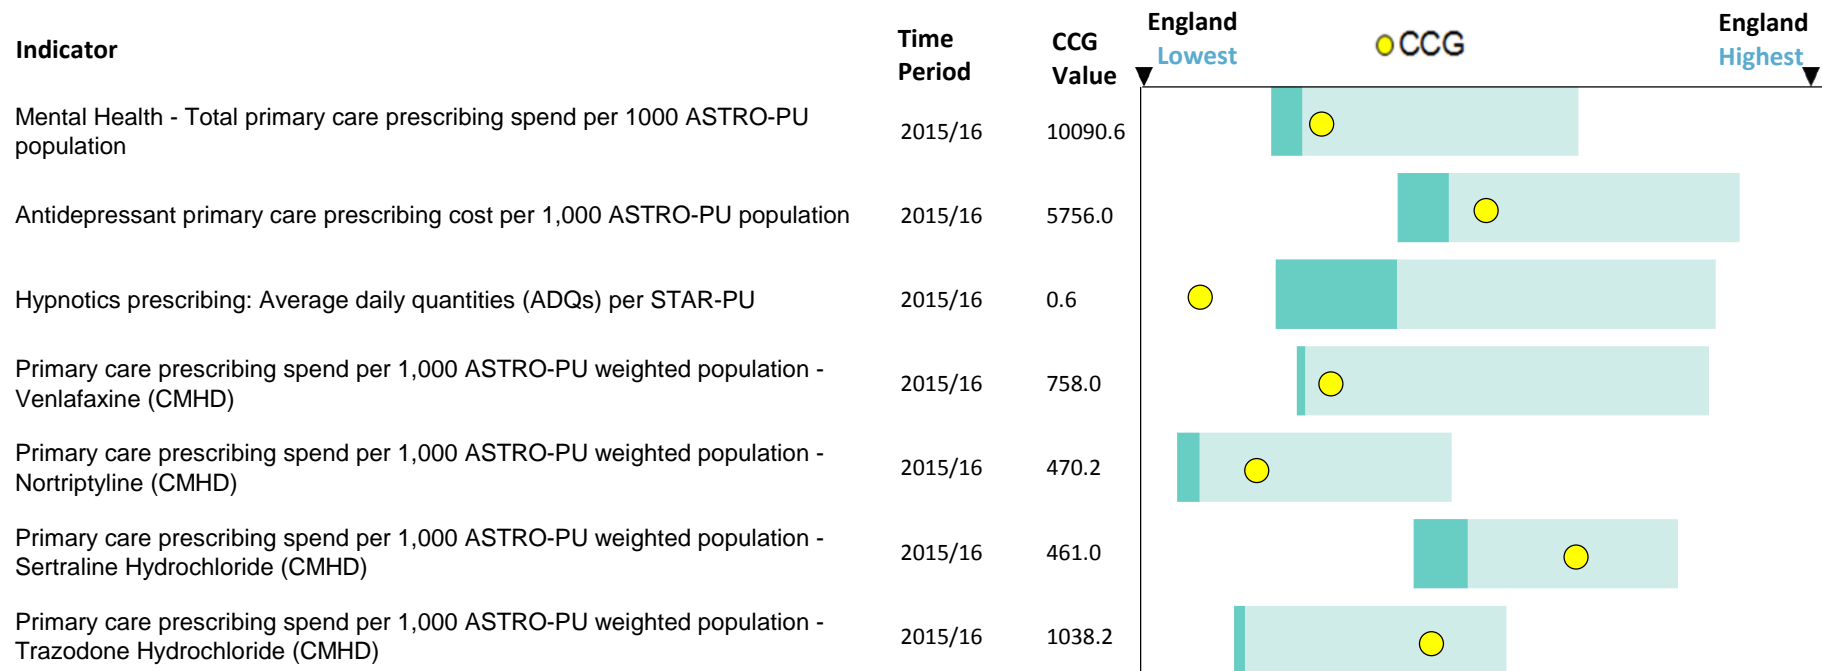 Indicator
Time
Period
CCG
Value
England
Lowest
CCG
England
Highest
Mental Health - Total primary care prescribing spend per 1000 ASTRO-PU
population
2015/16
10090.6
Antidepressant primary care prescribing cost per 1,000 ASTRO-PU population
2015/16
5756.0
Hypnotics prescribing: Average daily quantities (ADQs) per STAR-PU
2015/16
0.6
Primary care prescribing spend per 1,000 ASTRO-PU weighted population -
Venlafaxine (CMHD)
2015/16
758.0
Primary care prescribing spend per 1,000 ASTRO-PU weighted population -
Nortriptyline (CMHD)
2015/16
470.2
Primary care prescribing spend per 1,000 ASTRO-PU weighted population -
Sertraline Hydrochloride (CMHD)
2015/16
461.0
Primary care prescribing spend per 1,000 ASTRO-PU weighted population -
Trazodone Hydrochloride (CMHD)
2015/16
1038.2